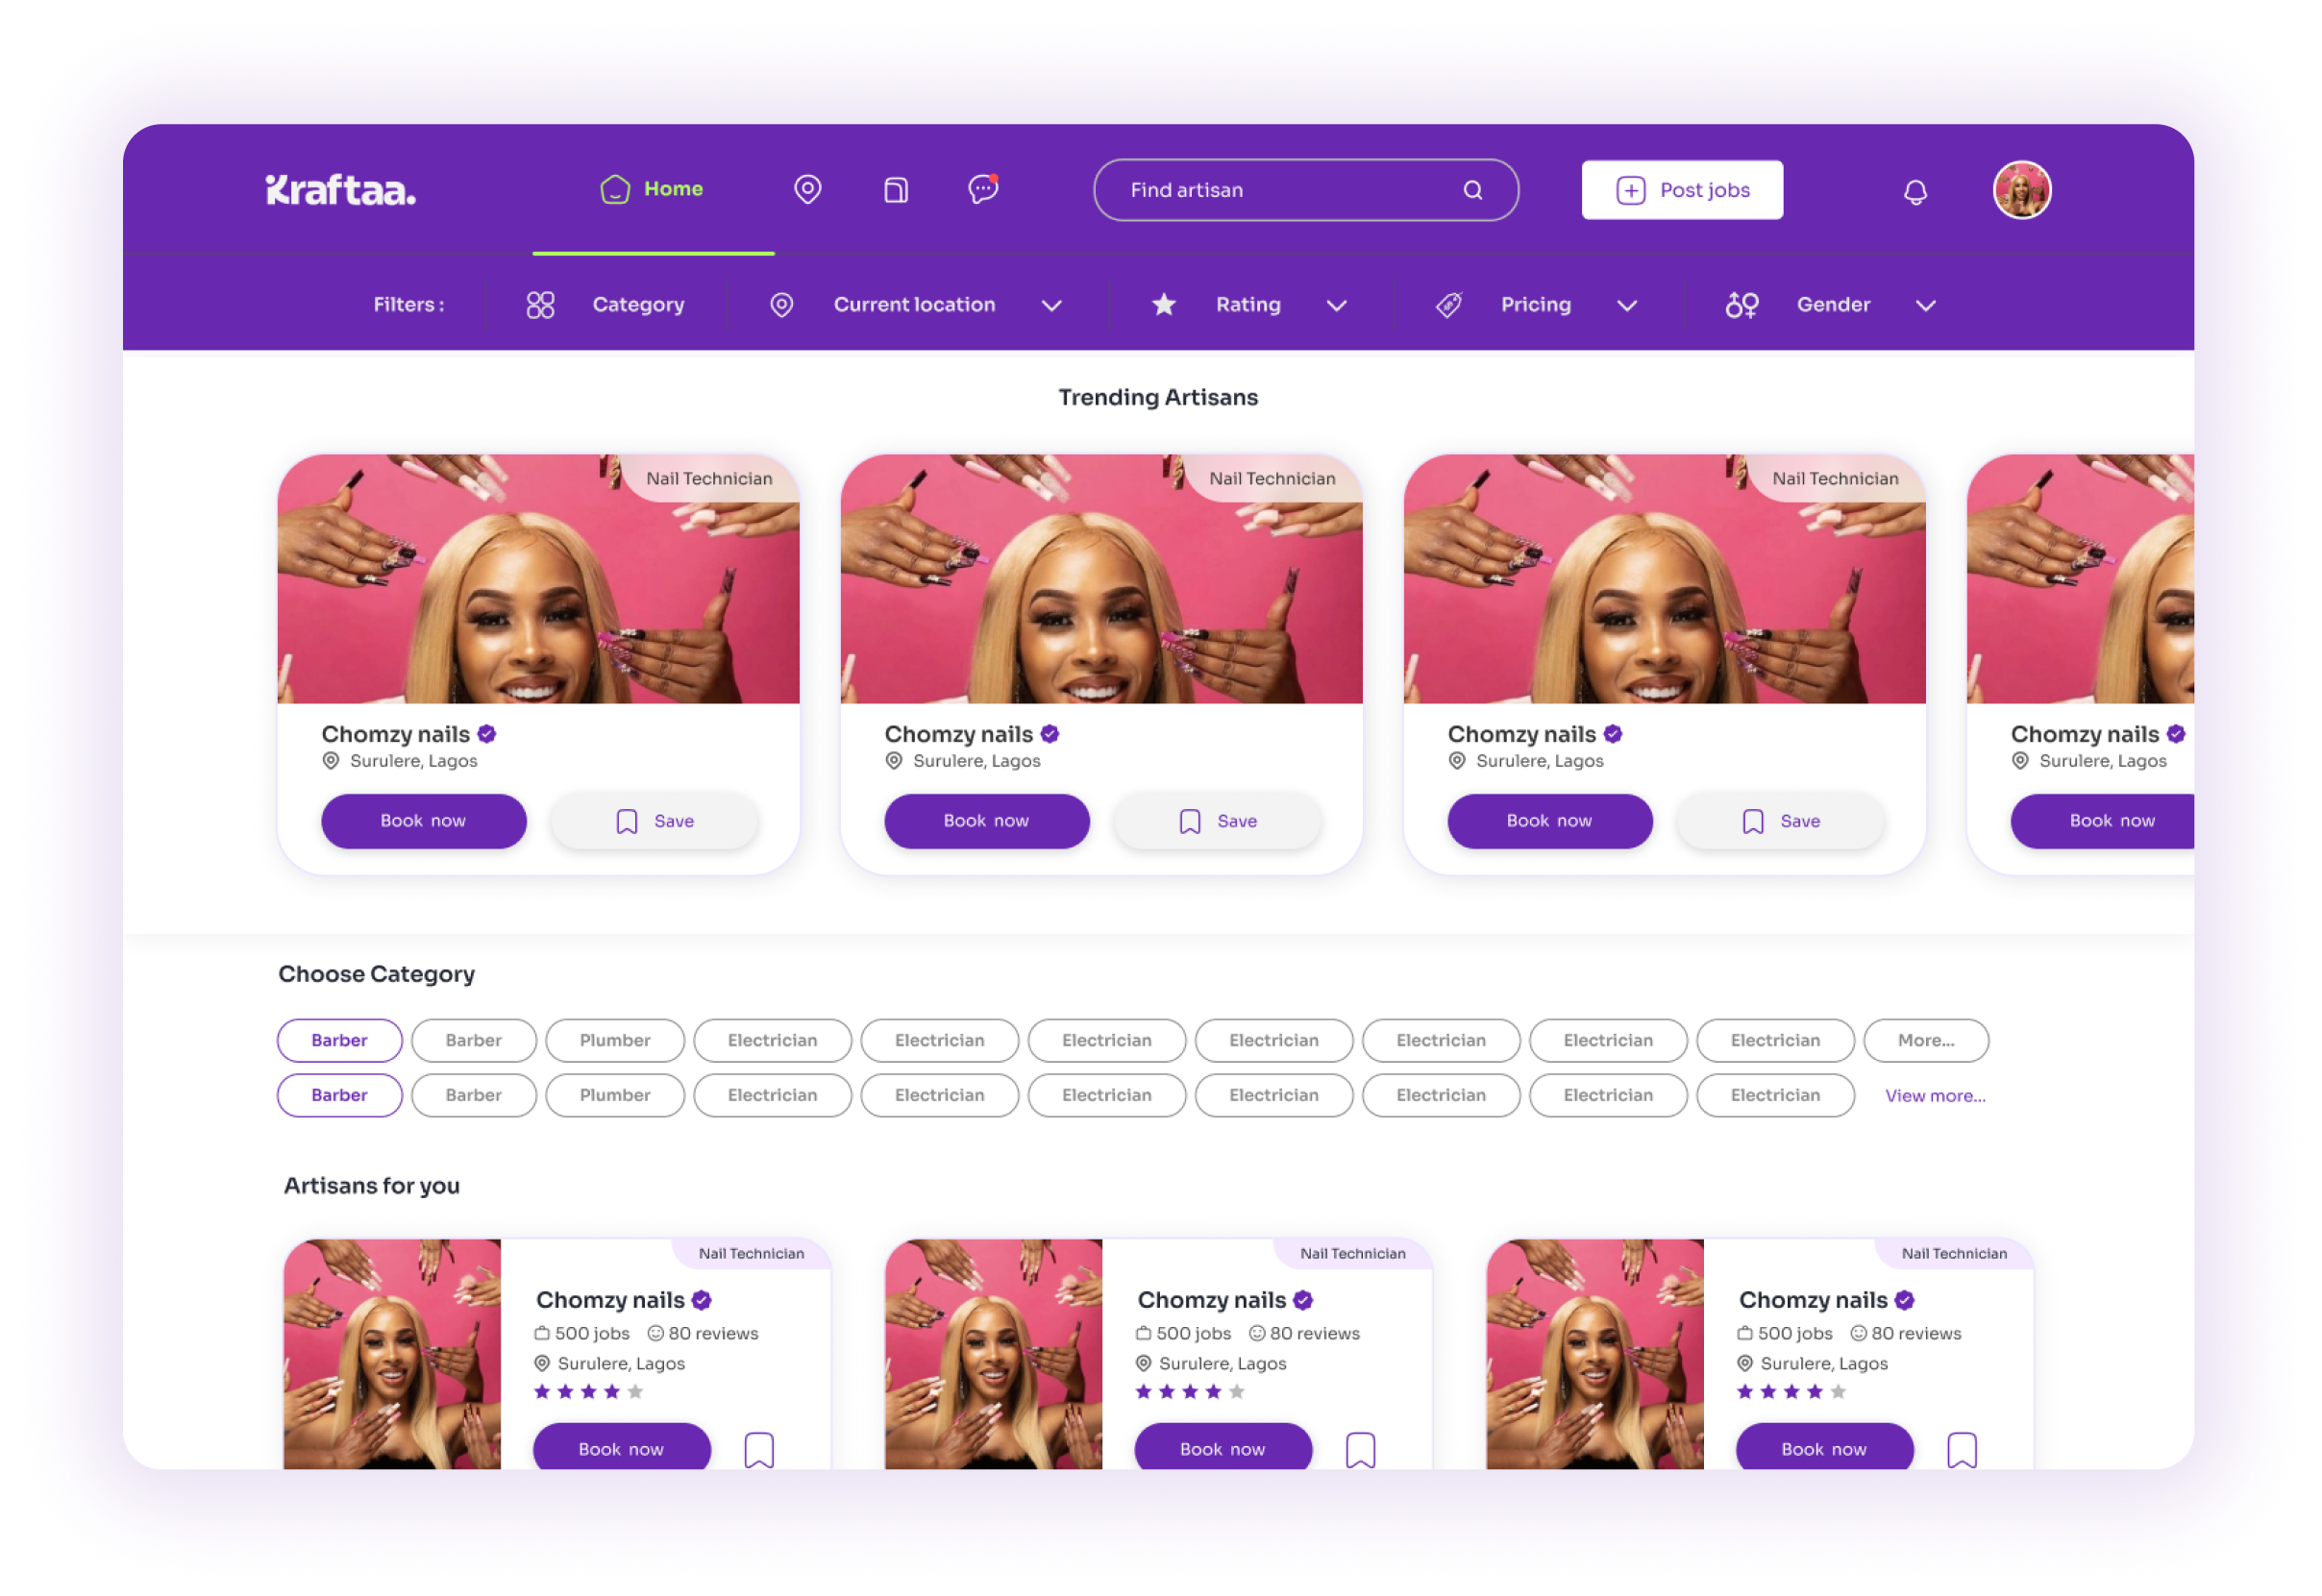 Kraftaa.
Home
Find artisan
Post jobs
Filters :
Category
Current location
Rating
Pricing
Gender
Trending Artisans
Nail Technician
Chomzy nails
Surulere, Lagos
Book now
Save
Nail Technician
Chomzy nails
Surulere, Lagos
Book now
Save
Nail Technician
Chomzy nails
Surulere, Lagos
Book now
Save
Chomzy nails
Surulere, Lagos
Book now
Choose Category
Barber Barber Plumber Electrician Electrician Electrician Electrician Electrician Electrician Electrician More...
Barber Barber Plumber Electrician Electrician Electrician Electrician Electrician Electrician Electrician View more...
Artisans for you
Nail Technician
Chomzy nails
500 jobs 80 reviews
Surulere, Lagos
Book now
Nail Technician
Chomzy nails
500 jobs 80 reviews
Surulere, Lagos
Book now
Nail Technician
Chomzy nails
500 jobs 80 reviews
Surulere, Lagos
Book now